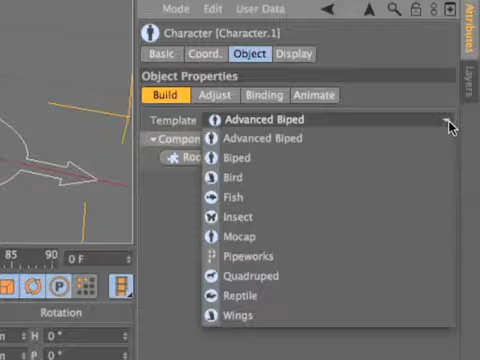 Mode Edit User Data
Character [Character.1]
Basic Coord. Object Display
Object Properties
Build Adjust Binding Animate
Template Advanced Biped
Advanced Biped
Biped
Bird
Fish
Insect
Mocap
Pipeworks
Quadruped
Reptile
Wings
Compon
Roo
Attributes
Layers
85 90 0 F
Rotation
H 0 °
P 0 °